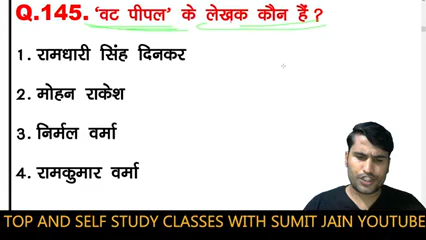 Q.145. ‘वट पीपल’ के लेखक कौन हैं ?
1. रामधारी सिंह दिनकर
2. मोहन राकेश
3. निर्मल वर्मा
4. रामकुमार वर्मा
TOP AND SELF STUDY CLASSES WITH SUMIT JAIN YOUTUBE